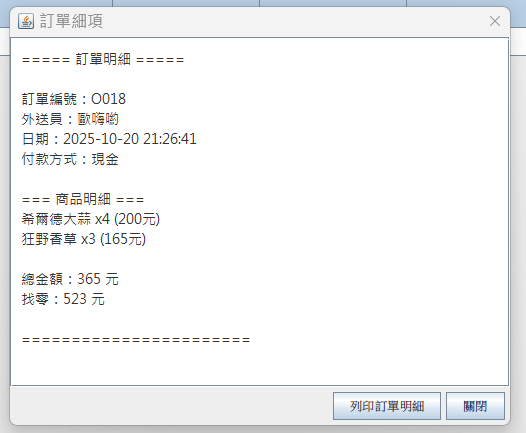 訂單細項
===== 訂單明細 =====
訂單編號：O018
外送員：歐嗨喲
日期：2025-10-20 21:26:41
付款方式：現金
=== 商品明細 ===
希爾德大蒜 x4 (200元)
狂野香草 x3 (165元)
總金額：365 元
找零：523 元
=======================
列印訂單明細
關閉